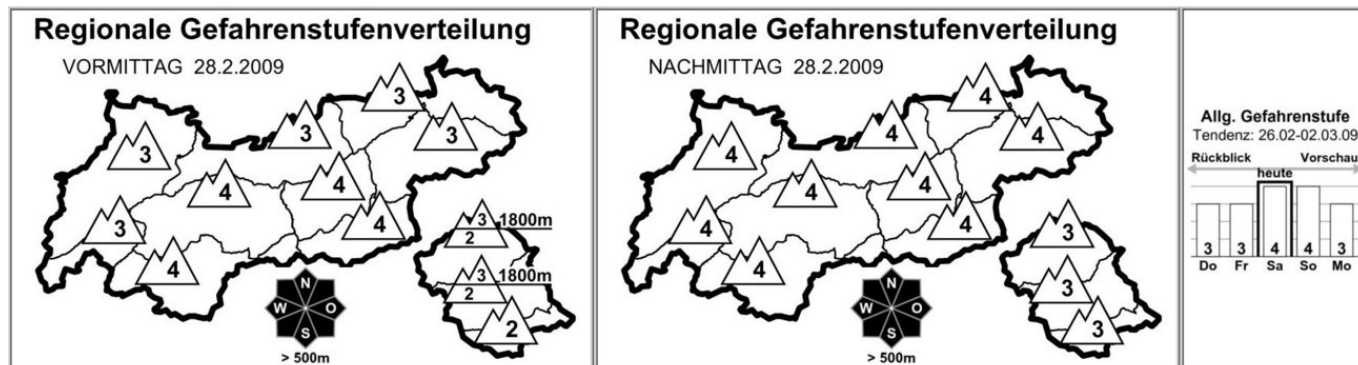 Regionale Gefahrenstufenverteilung
VORMITTAG 28.2.2009
3
3
3
3
4
4
3
4
4
3 1800m
2
3 1800m
2
2
N
W O
S
> 500m
Regionale Gefahrenstufenverteilung
NACHMITTAG 28.2.2009
4
4
4
4
4
4
4
4
4
3
3
3
N
W O
S
> 500m
Allg. Gefahrenstufe
Tendenz: 26.02-02.03.09
Rückblick Vorschau
heute
3 3 4 4 3
Do Fr Sa So Mo